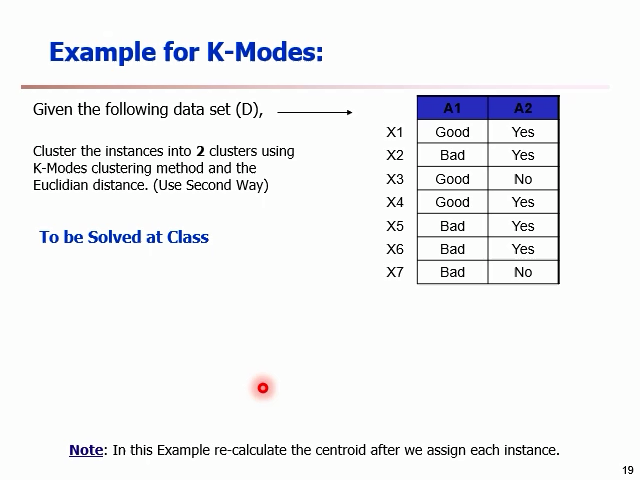 Example for K-Modes:
Given the following data set (D),
Cluster the instances into 2 clusters using
K-Modes clustering method and the
Euclidian distance. (Use Second Way)
To be Solved at Class
A1 A2
X1 Good Yes
X2 Bad Yes
X3 Good No
X4 Good Yes
X5 Bad Yes
X6 Bad Yes
X7 Bad No
Note: In this Example re-calculate the centroid after we assign each instance.
19